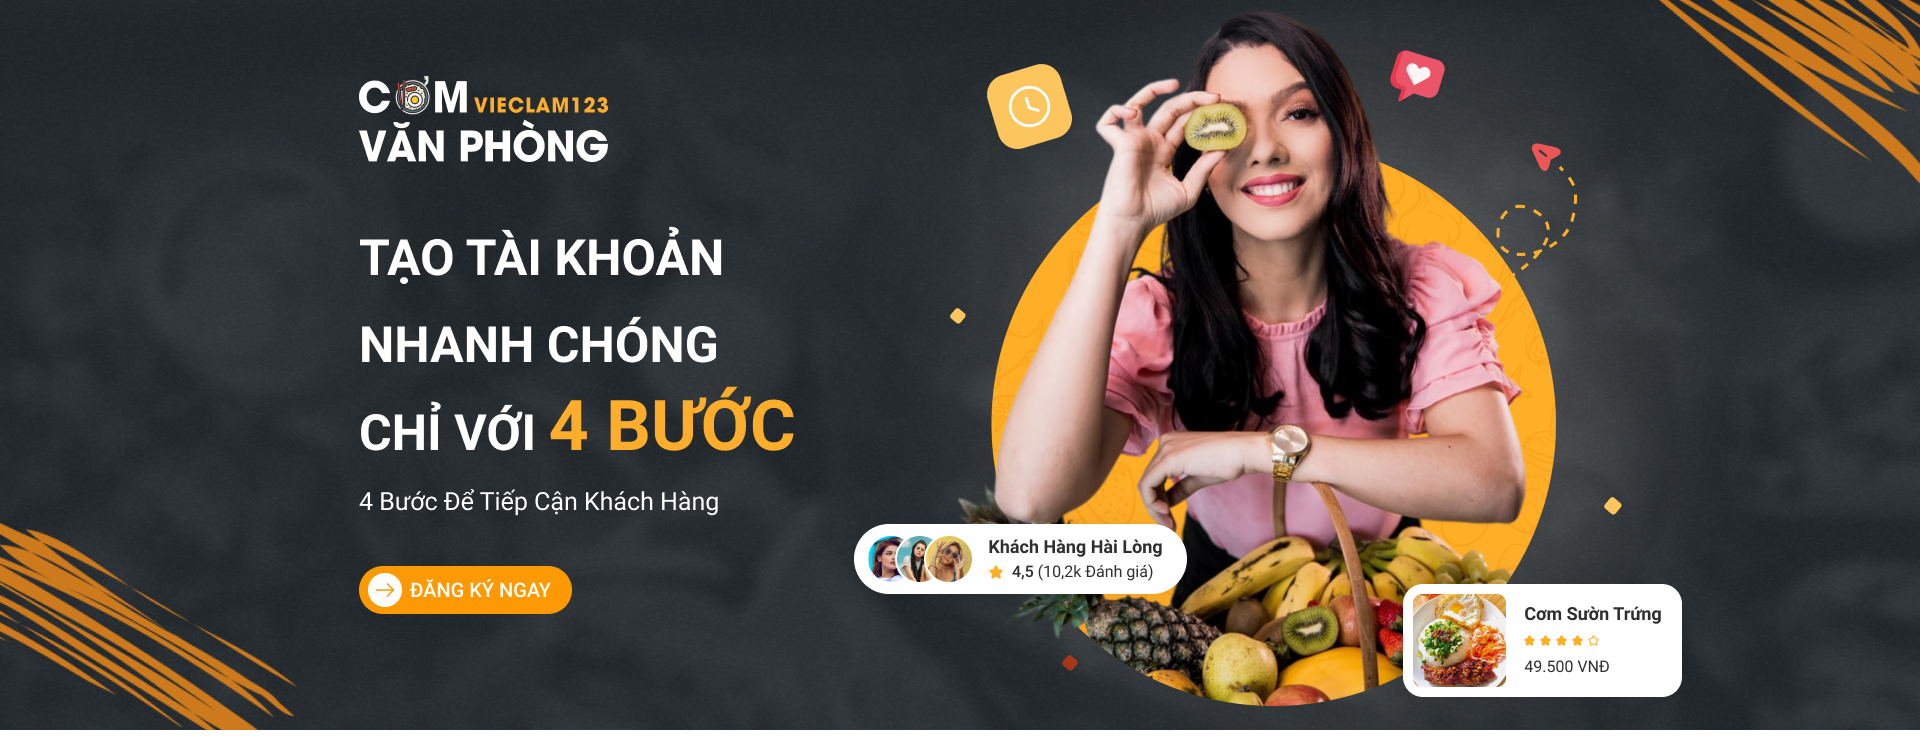 CƠM VIECLAM123
VĂN PHÒNG
TẠO TÀI KHOẢN
NHANH CHÓNG
CHỈ VỚI 4 BƯỚC
4 Bước Để Tiếp Cận Khách Hàng
ĐĂNG KÝ NGAY
Khách Hàng Hài Lòng
4,5 (10,2k Đánh giá)
Cơm Sườn Trứng
49.500 VNĐ